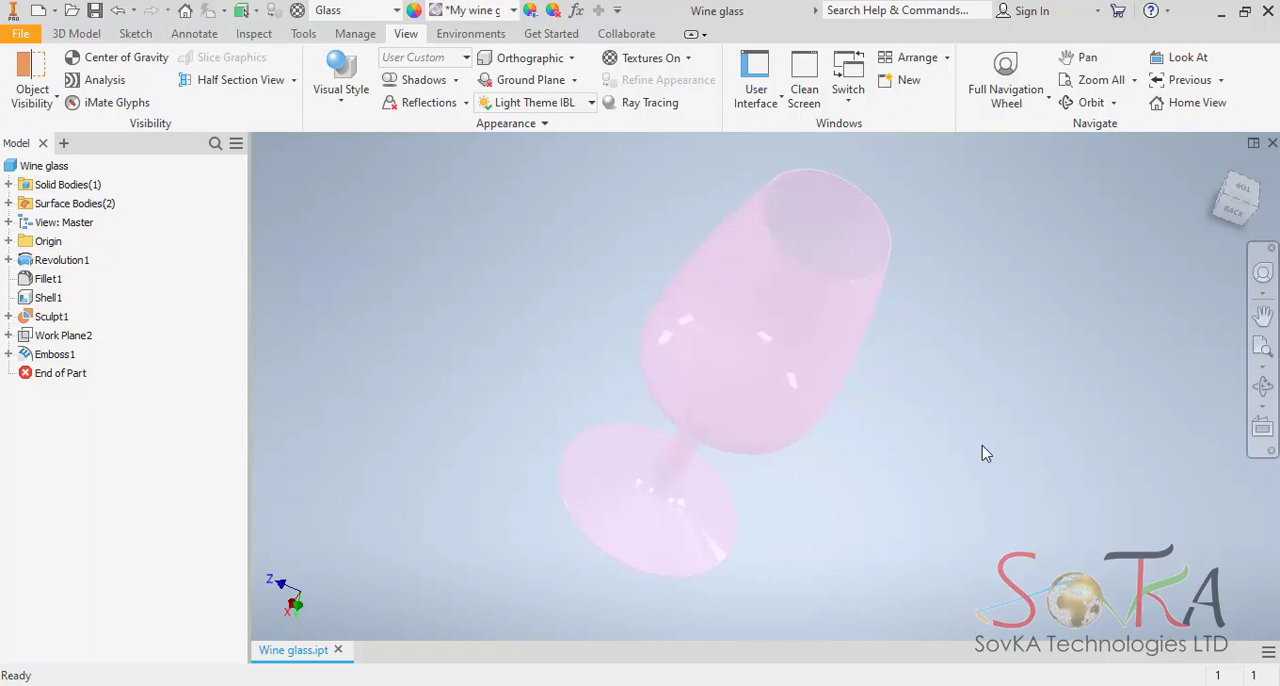 I
PRO
Glass
*My wine g
fx
Wine glass
Search Help & Commands...
Sign In
File
3D Model
Sketch
Annotate
Inspect
Tools
Manage
View
Environments
Get Started
Collaborate
Object
Visibility
Center of Gravity
Analysis
iMate Glyphs
Slice Graphics
Half Section View
Visibility
Visual Style
User Custom
Shadows
Reflections
Orthographic
Ground Plane
Light Theme IBL
Textures On
Refine Appearance
Ray Tracing
Appearance
User
Interface
Clean
Screen
Switch
Arrange
New
Windows
Full Navigation
Wheel
Pan
Zoom All
Orbit
Look At
Previous
Home View
Navigate
Model
Wine glass
Solid Bodies(1)
Surface Bodies(2)
View: Master
Origin
Revolution1
Fillet1
Shell1
Sculpt1
Work Plane2
Emboss1
End of Part
TOP
BACK
Z
X
Y
SOTKA
SovKA Technologies LTD
Wine glass.ipt
Ready
1
1